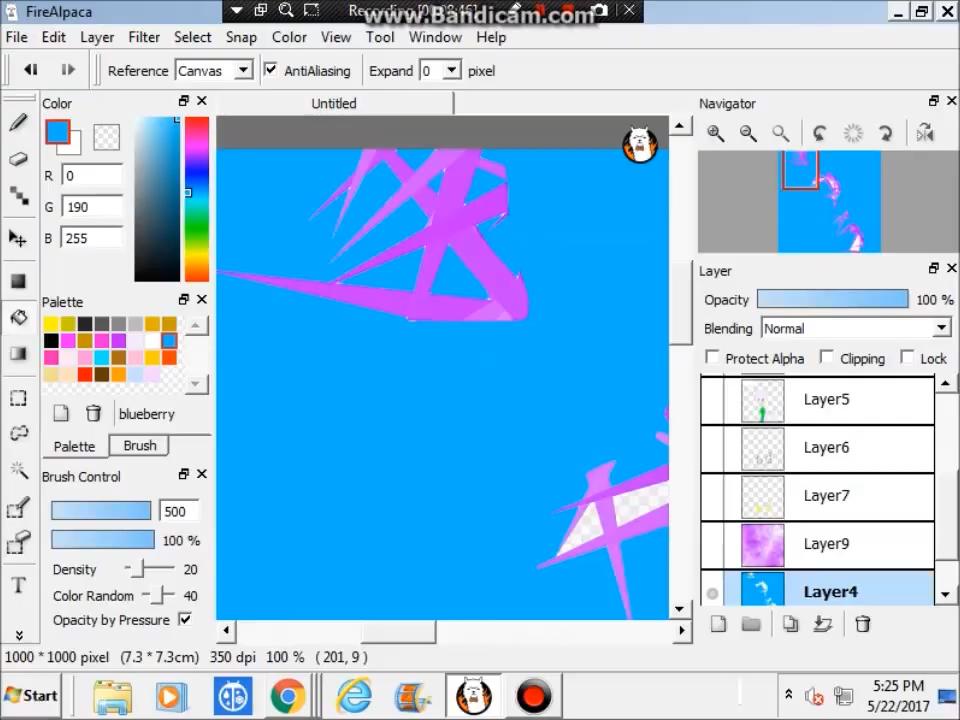 FireAlpaca
www.Bandicam.com
File Edit Layer Filter Select Snap Color View Tool Window Help
Reference Canvas AntiAliasing Expand 0 pixel
Color
Untitled
Navigator
R 0
G 190
B 255
Layer
Palette
Opacity 100 %
Blending Normal
Protect Alpha Clipping Lock
Layer5
blueberry
Palette Brush
Layer6
Brush Control
Layer7
500
100 %
Layer9
Density 20
Color Random 40
Layer4
Opacity by Pressure
T
1000 * 1000 pixel (7.3 * 7.3cm) 350 dpi 100 % ( 201, 9 )
Start
5:25 PM
5/22/2017